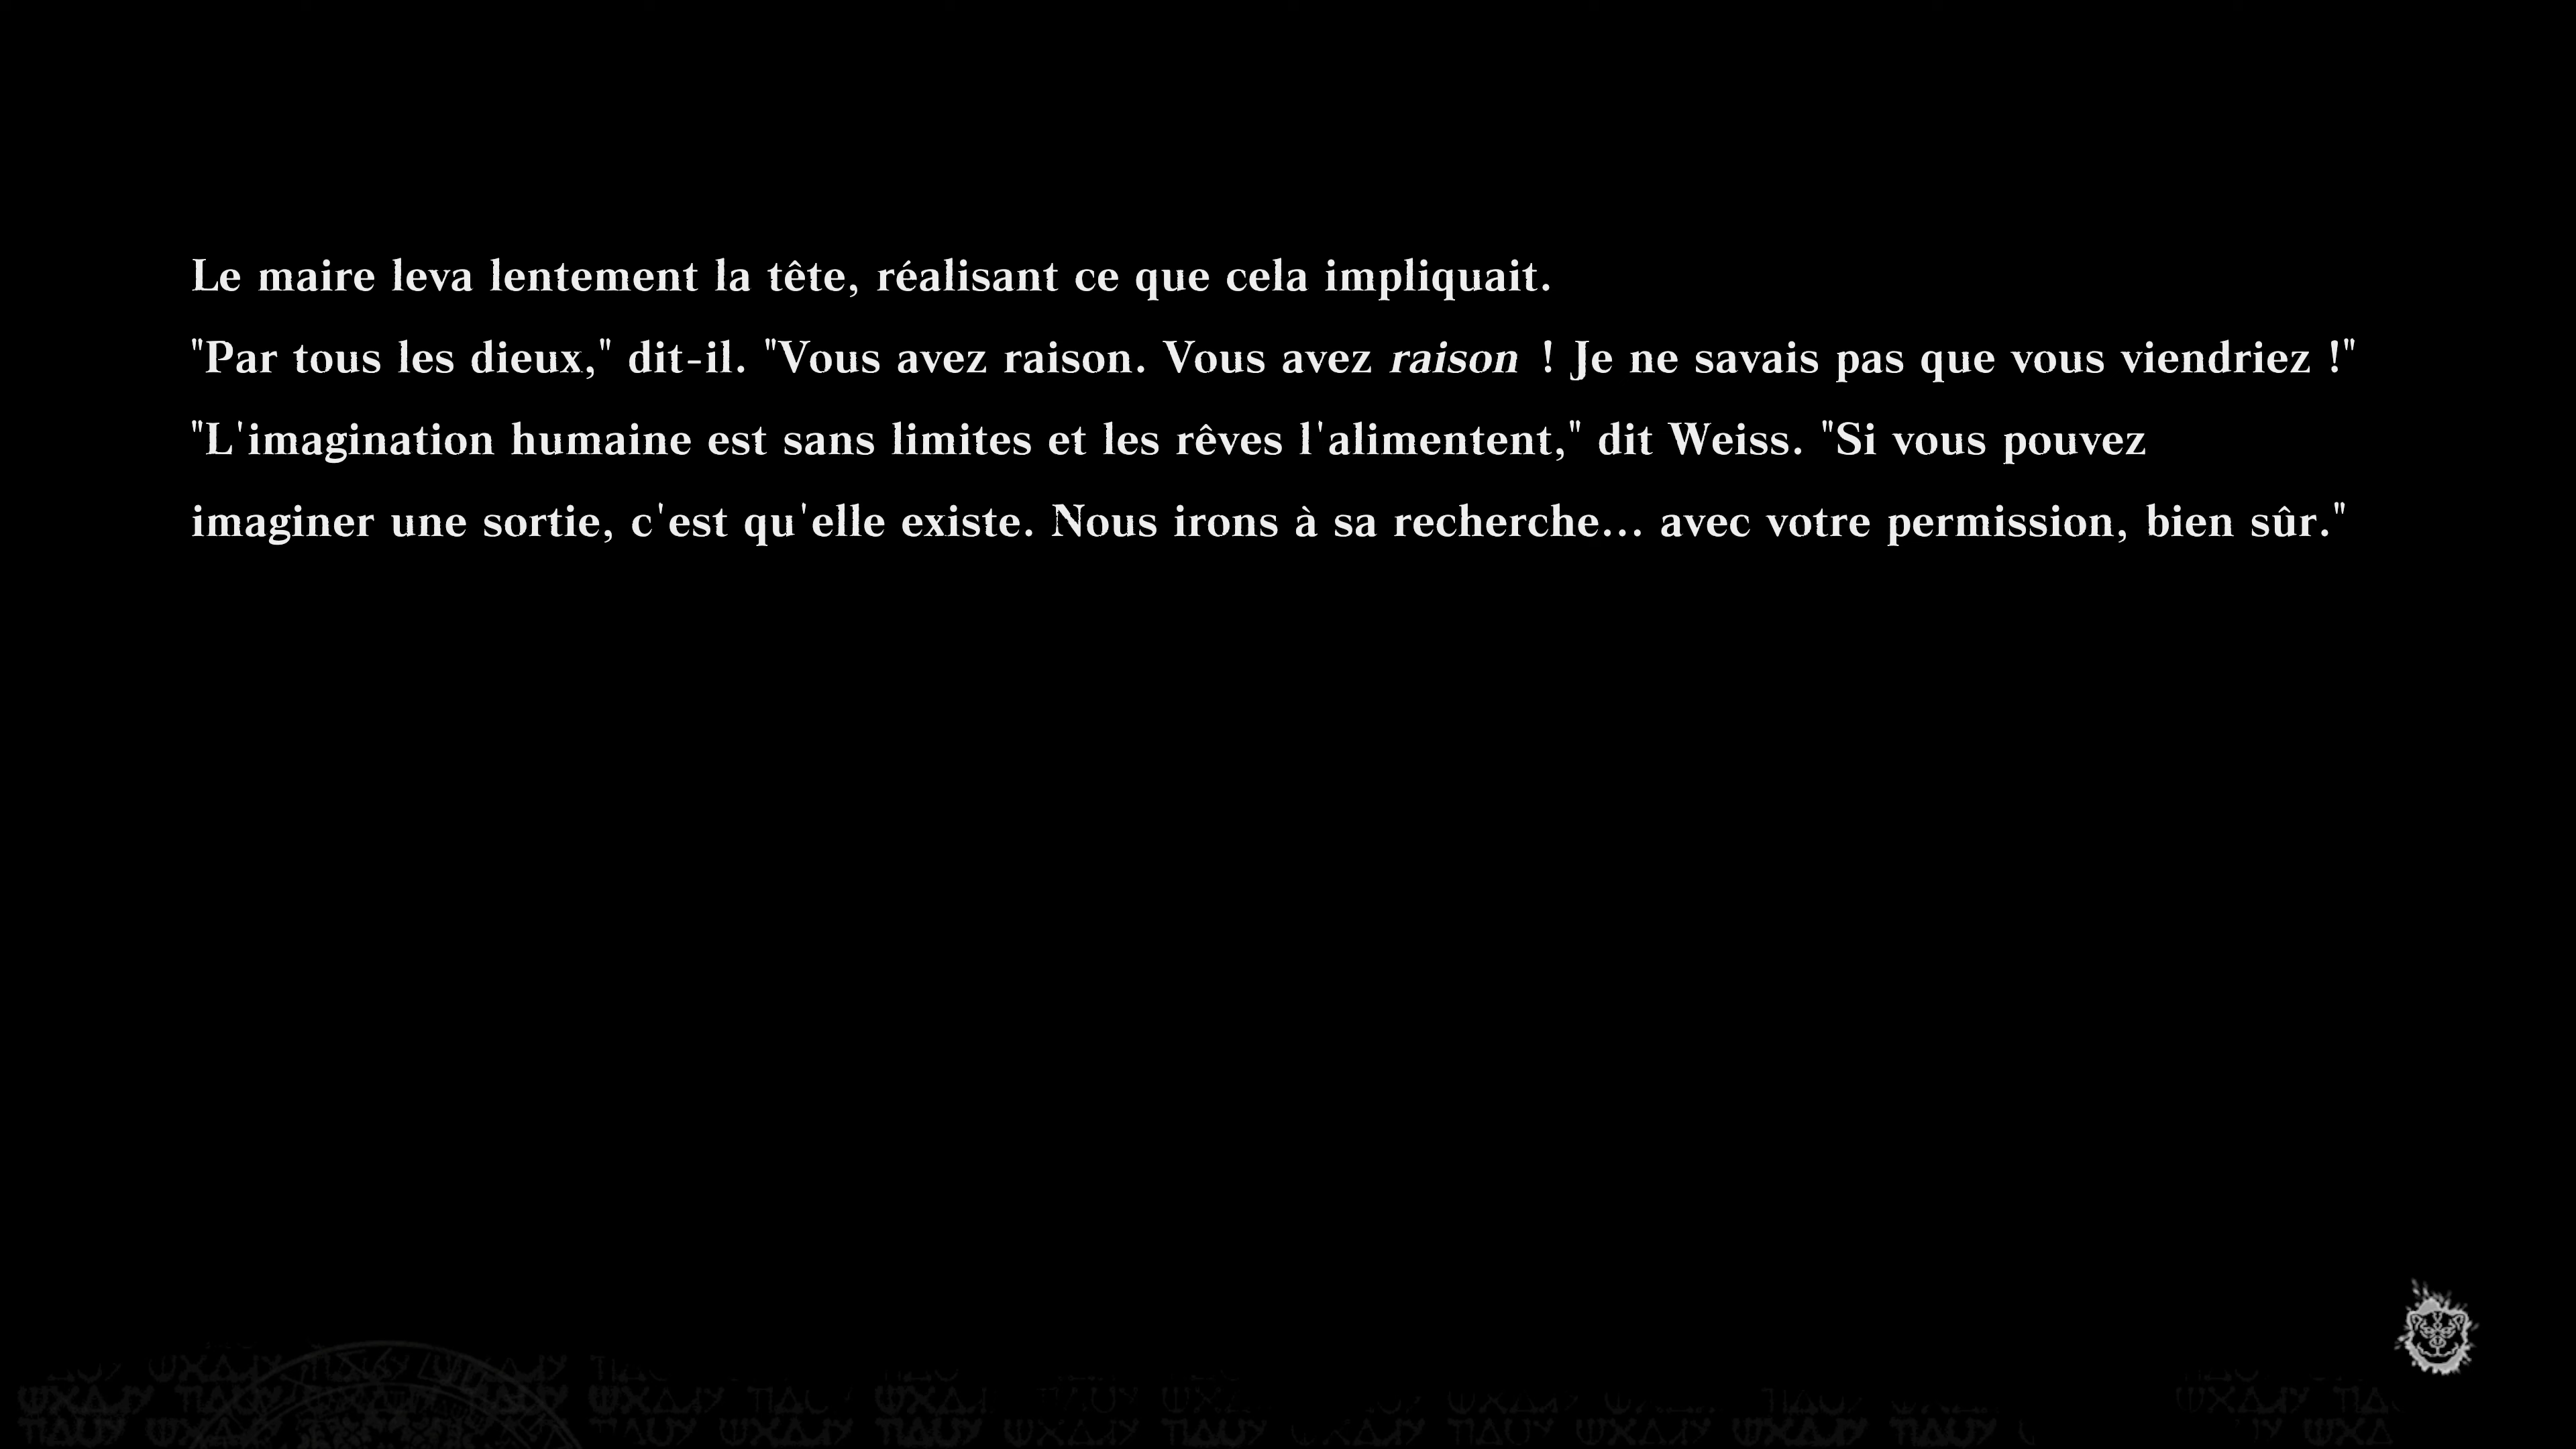 Le maire leva lentement la tête, réalisant ce que cela impliquait.
"Par tous les dieux," dit-il. "Vous avez raison. Vous avez raison ! Je ne savais pas que vous viendriez !"
"L'imagination humaine est sans limites et les rêves l'alimentent," dit Weiss. "Si vous pouvez
imaginer une sortie, c'est qu'elle existe. Nous irons à sa recherche... avec votre permission, bien sûr."